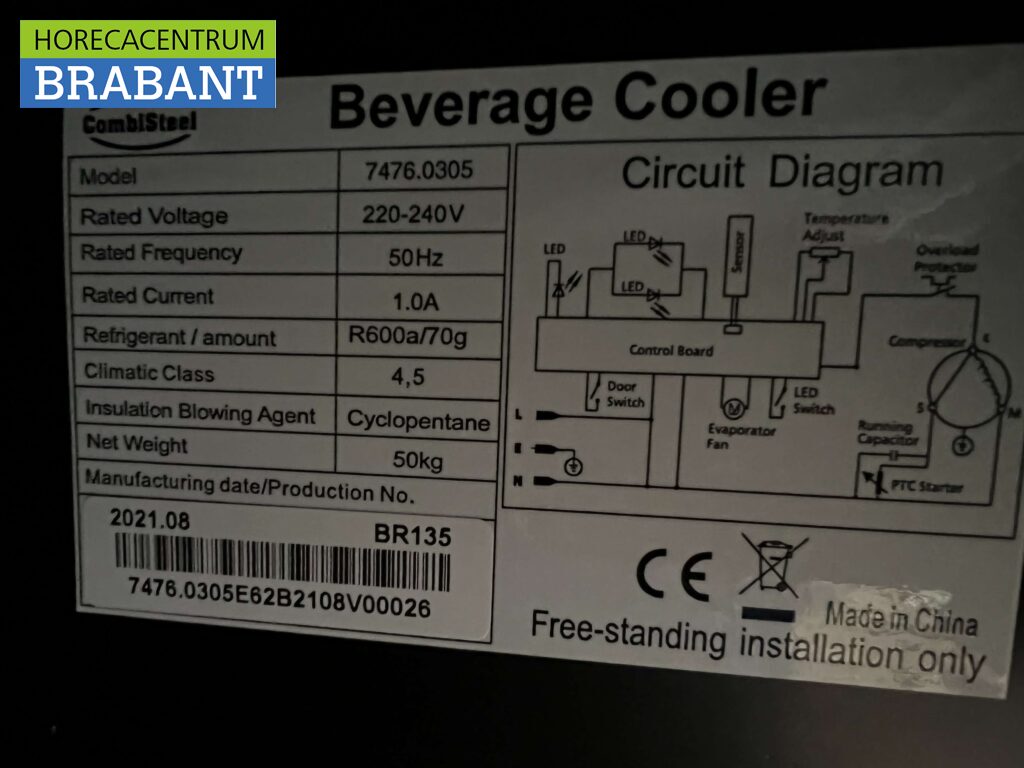 HORECACENTRUM
BRABANT
CombiSteel
Beverage Cooler
Model 7476.0305
Rated Voltage 220-240V
Rated Frequency 50Hz
Rated Current 1.0A
Refrigerant / amount R600a/70g
Climatic Class 4,5
Insulation Blowing Agent Cyclopentane
Net Weight 50kg
Manufacturing date/Production No.
2021.08 BR135
7476.0305E62B2108V00026
Circuit Diagram
LED
LED
LED
Sensor
Temperature
Adjust
Overload
Protector
Control Board
Compressor
E
S
M
Door
Switch
M
Evaporator
Fan
LED
Switch
Running
Capacitor
PTC Starter
L
E
N
CE
Made in China
Free-standing installation only